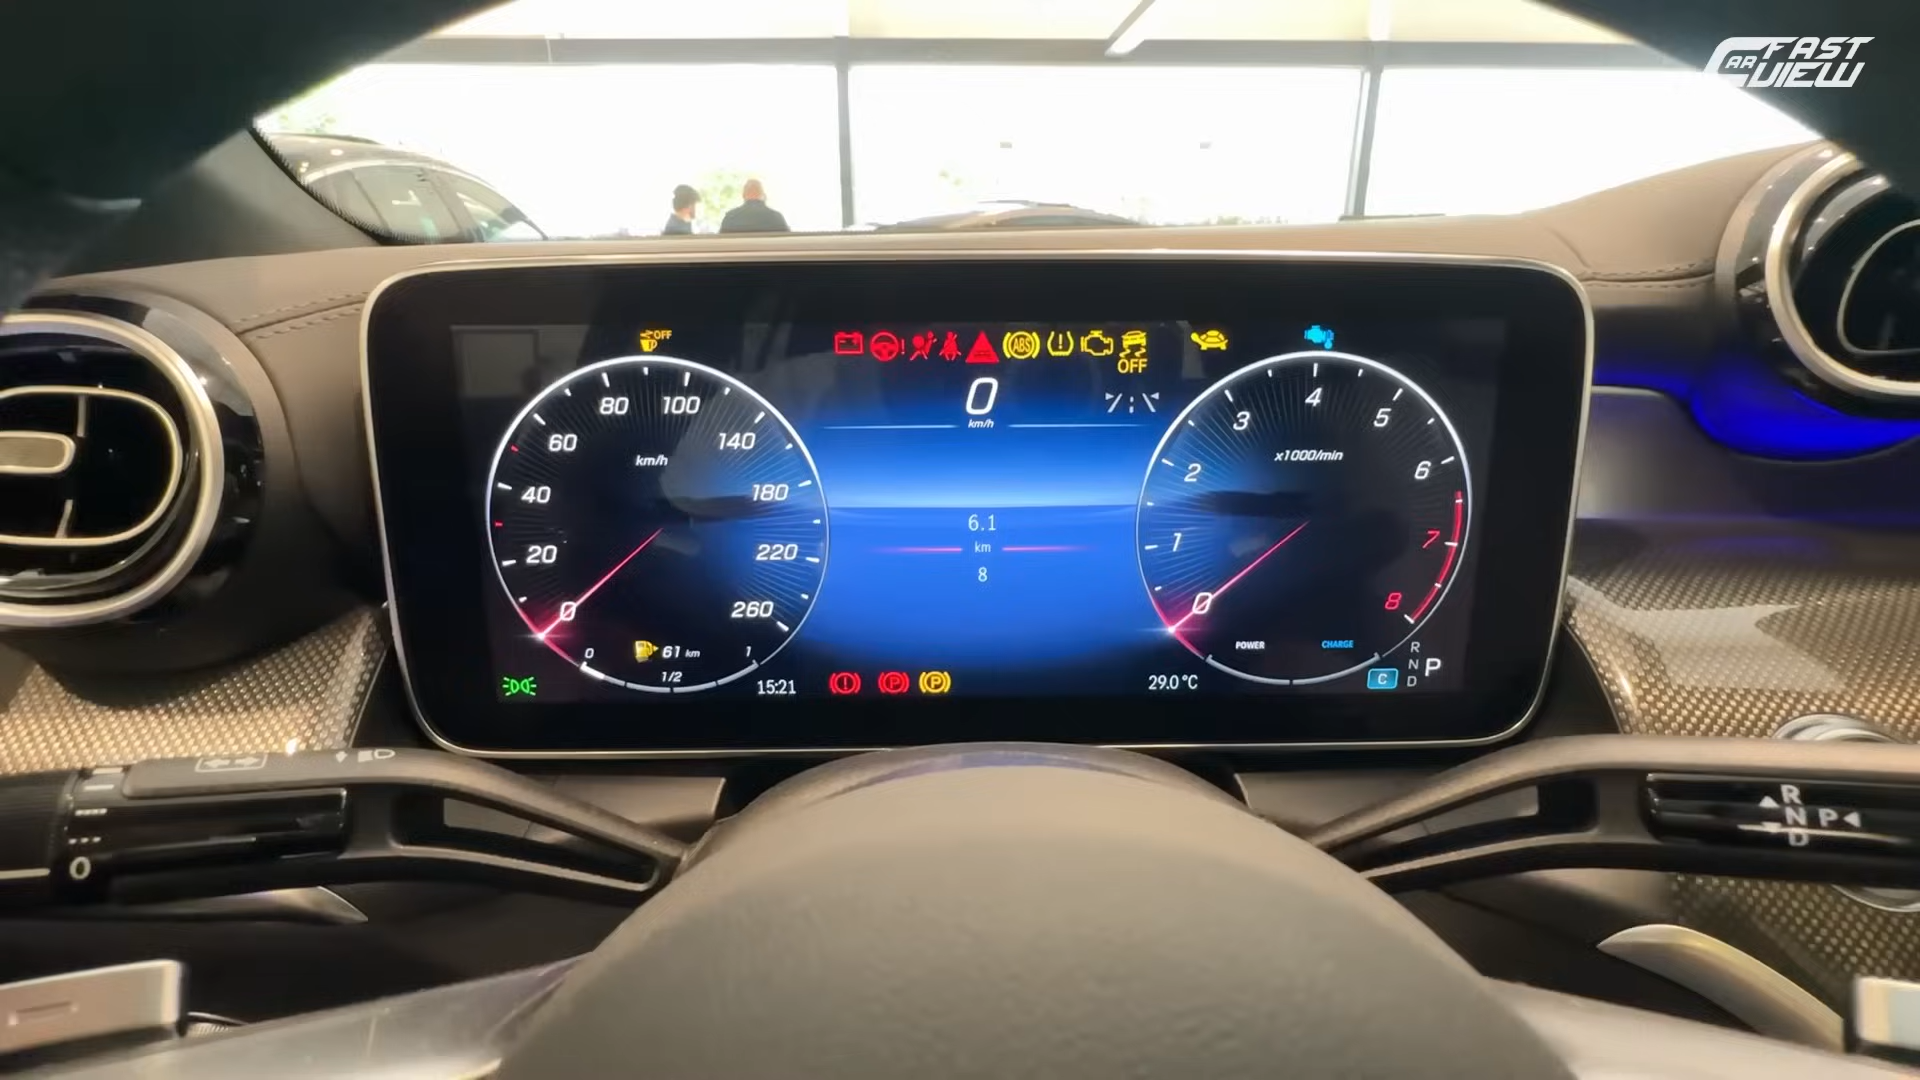 FAST
CAR VIEW
OFF
ABS
OFF
0
km/h
80 100
60 140
km/h
40 180
20 220
0 260
0 61 km 1
1/2
15:21
6.1
km
8
4
3 5
x1000/min
2 6
1 7
0 8
POWER CHARGE
29.0°C
C
R
N P
D
P P
0
R
N P
D